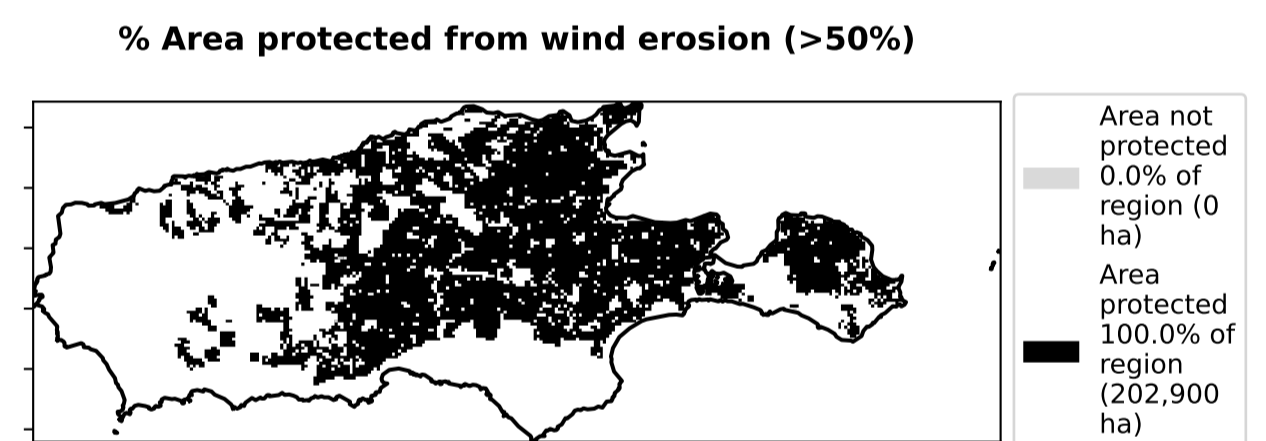 % Area protected from wind erosion (>50%)
Area not
protected
0.0% of
region (0
ha)
Area
protected
100.0% of
region
(202,900
ha)